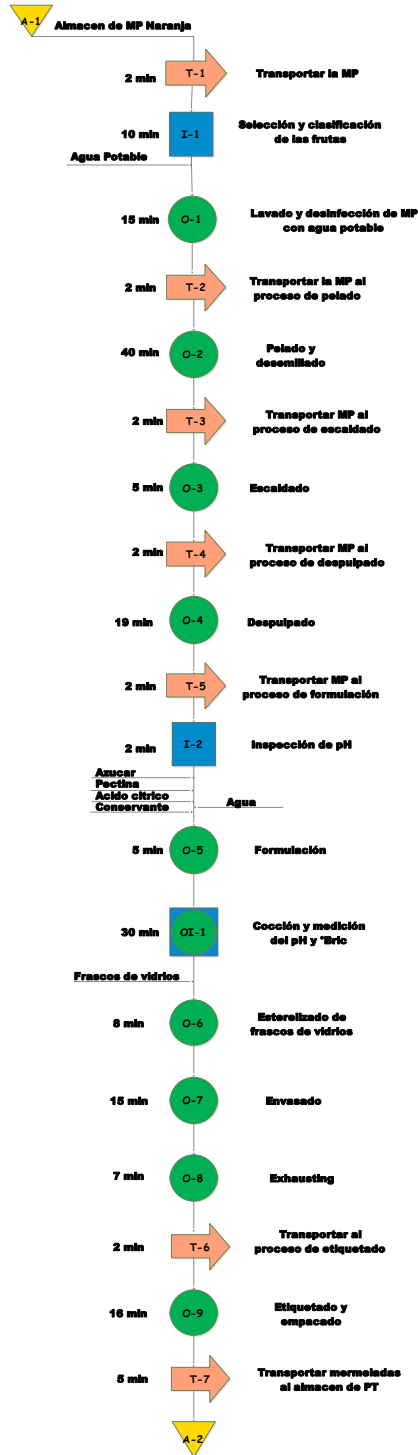 A-1
Almacen de MP Naranja
2 min
T-1
Transportar la MP
10 min
I-1
Selección y clasificación
de las frutas
Agua Potable
15 min
O-1
Lavado y desinfección de MP
con agua potable
2 min
T-2
Transportar la MP al
proceso de pelado
40 min
O-2
Pelado y
desemillado
2 min
T-3
Transportar MP al
proceso de escaldado
5 min
O-3
Escaldado
2 min
T-4
Transportar MP al
proceso de despulpado
19 min
O-4
Despulpado
2 min
T-5
Transportar MP al
proceso de formulación
2 min
I-2
Inspección de pH
Azucar
Pectina
Acido citrico
Conservante
Agua
5 min
O-5
Formulación
30 min
OI-1
Cocción y medición
del pH y °Bric
Frascos de vidrios
8 min
O-6
Esterelizado de
frascos de vidrios
15 min
O-7
Envasado
7 min
O-8
Exhausting
2 min
T-6
Transportar al
proceso de etiquetado
16 min
O-9
Etiquetado y
empacado
5 min
T-7
Transportar mermeladas
al almacen de PT
A-2